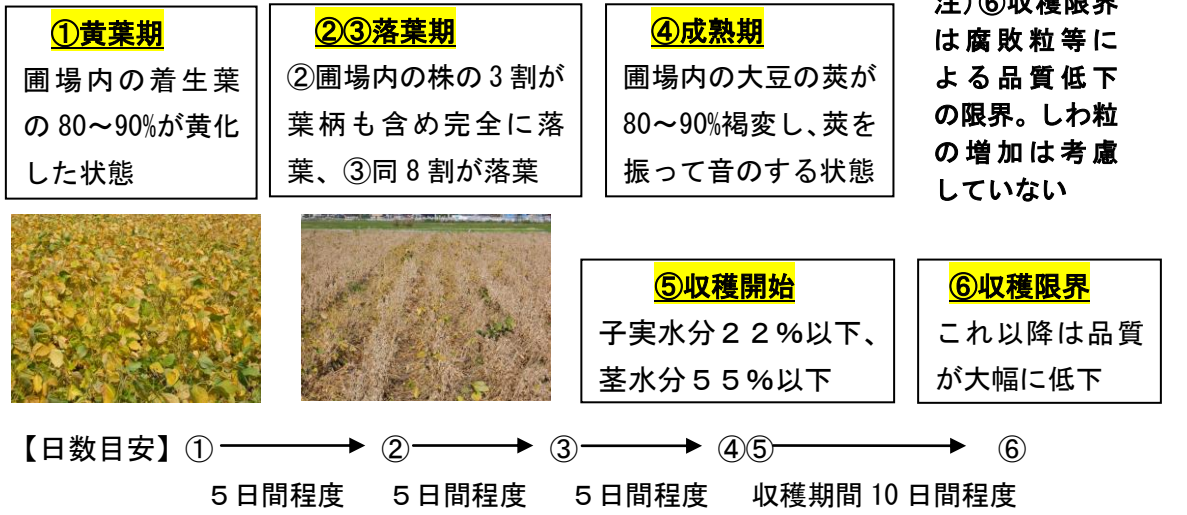 ①黄葉期
圃場内の着生葉
の80~90%が黄化
した状態
②③落葉期
②圃場内の株の3割が
葉柄も含め完全に落
葉、③同8割が落葉
④成熟期
圃場内の大豆の莢が
80~90%褐変し、莢を
振って音のする状態
注)⑥収穫限界
は腐敗粒等に
よる品質低下
の限界。しわ粒
の増加は考慮
していない
⑤収穫開始
子実水分22%以下、
茎水分55%以下
⑥収穫限界
これ以降は品質
が大幅に低下
【日数目安】① ② ③ ④⑤ ⑥
5日間程度 5日間程度 5日間程度 収穫期間10日間程度